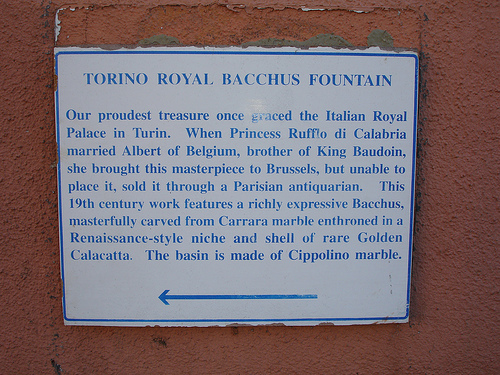 TORINO ROYAL BACCHUS FOUNTAIN
Our proudest treasure once graced the Italian Royal
Palace in Turin. When Princess Rufflo di Calabria
married Albert of Belgium, brother of King Baudoin,
she brought this masterpiece to Brussels, but unable to
place it, sold it through a Parisian antiquarian. This
19th century work features a richly expressive Bacchus,
masterfully carved from Carrara marble enthroned in a
Renaissance-style niche and shell of rare Golden
Calacatta. The basin is made of Cippolino marble.